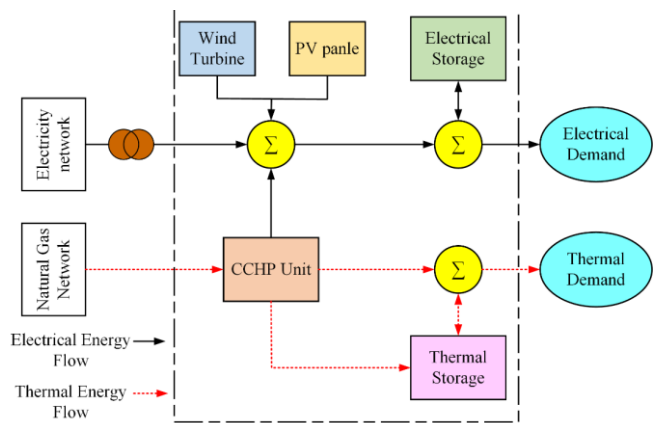 Wind
Turbine
PV panle
Electrical
Storage
Electricity
network
Σ
Σ
Electrical
Demand
Natural Gas
Network
CCHP Unit
Σ
Thermal
Demand
Electrical Energy
Flow
Thermal
Storage
Thermal Energy
Flow